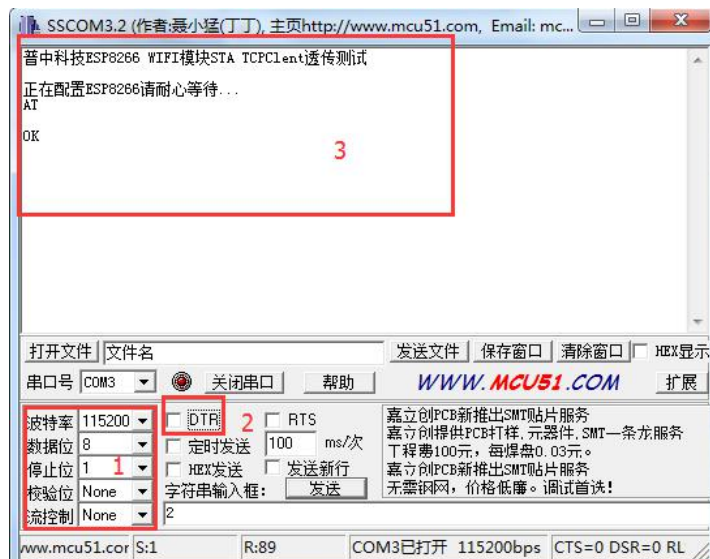 SSCOM3.2 (作者:聂小猛(丁丁), 主页http://www.mcu51.com, Email: mc...
普中科技ESP8266 WIFI模块STA TCPClent透传测试
正在配置ESP8266请耐心等待...
AT
OK
3
打开文件 文件名 发送文件 保存窗口 清除窗口 HEX显示
串口号 COM3 关闭串口 帮助 WWW.MCU51.COM 扩展
波特率 115200 DTR 2 RTS
数据位 8 定时发送 100 ms/次
停止位 1 1 HEX发送 发送新行
校验位 None 字符串输入框: 发送
流控制 None 2
嘉立创PCB新推出SMT贴片服务
嘉立创提供PCB打样.元器件.SMT一条龙服务
工程费100元，每焊盘0.03元。
嘉立创PCB新推出SMT贴片服务
无需钢网，价格低廉。调试首选!
www.mcu51.cor S:1 R:89 COM3已打开 115200bps CTS=0 DSR=0 RL